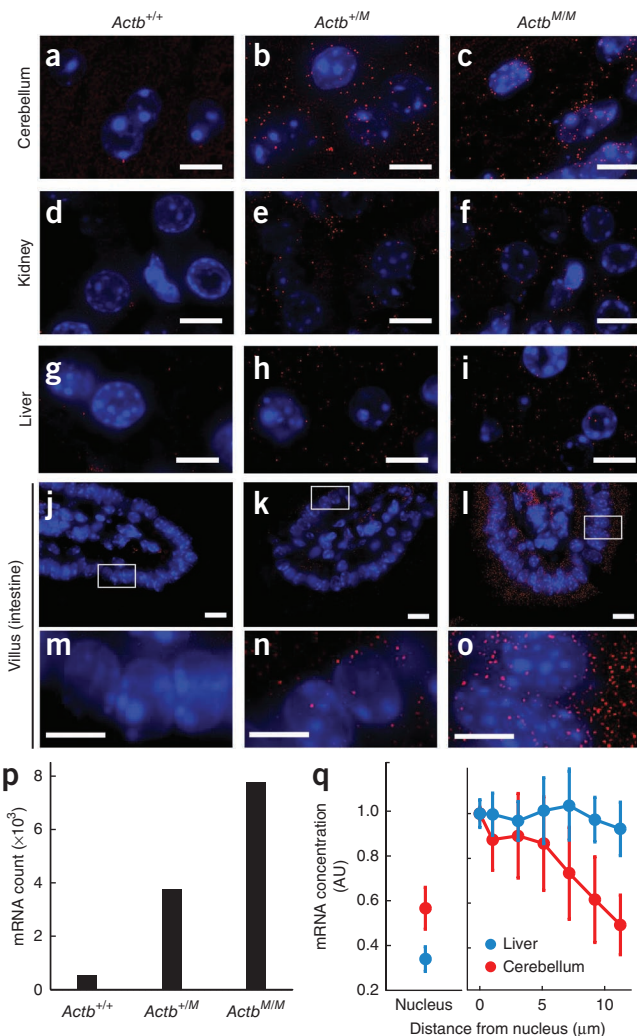 Actb+/+ Actb+/M ActbM/M
Cerebellum
a b c
Kidney
d e f
Liver
g h i
Villus (intestine)
j k l
m n o
p
mRNA count (×10³)
8
6
4
2
0
Actb+/+ Actb+/M ActbM/M
q
mRNA concentration
(AU)
1.0
0.8
0.6
0.4
0.2
Liver
Cerebellum
Nucleus
0 5 10
Distance from nucleus (μm)